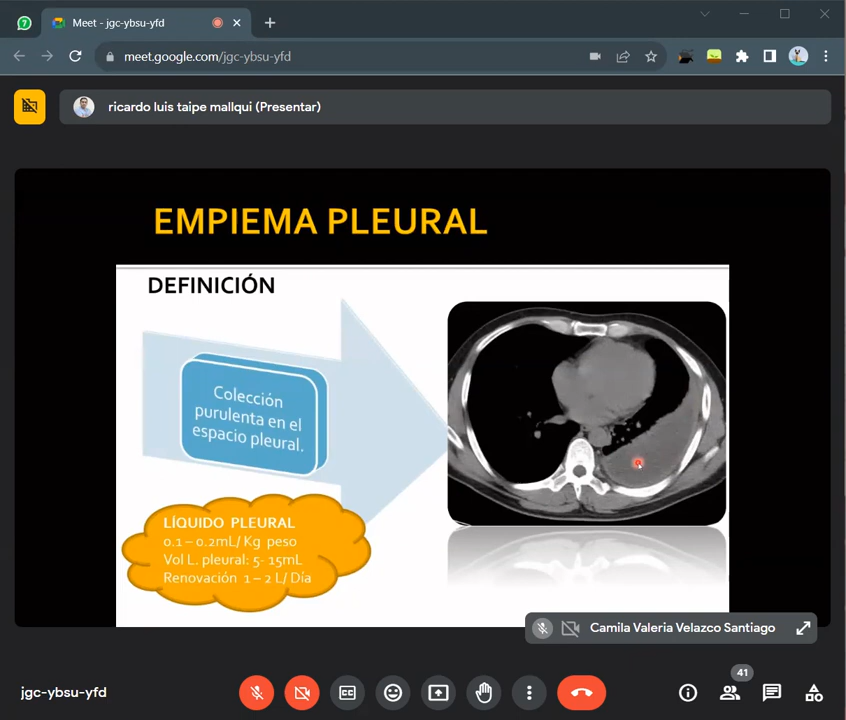 7
Meet - jgc-ybsu-yfd
meet.google.com/jgc-ybsu-yfd
ricardo luis taipe mallqui (Presentar)
EMPIEMA PLEURAL
DEFINICIÓN
Colección
purulenta en el
espacio pleural.
LÍQUIDO PLEURAL
0.1 – 0.2mL/ Kg peso
Vol L. pleural: 5- 15mL
Renovación 1 – 2 L/ Día
Camila Valeria Velazco Santiago
jgc-ybsu-yfd
CC
41